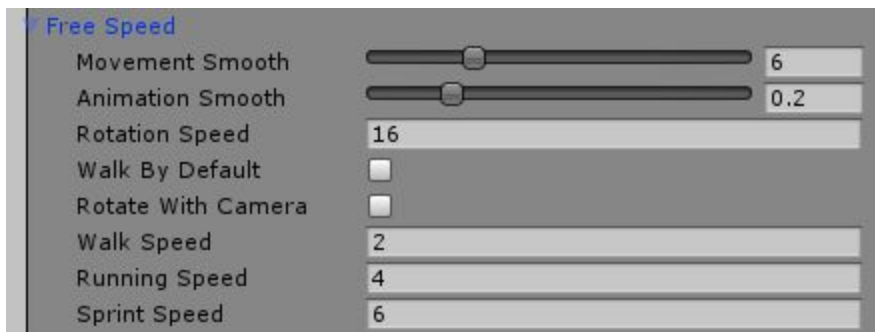 Free Speed
Movement Smooth 6
Animation Smooth 0.2
Rotation Speed 16
Walk By Default
Rotate With Camera
Walk Speed 2
Running Speed 4
Sprint Speed 6